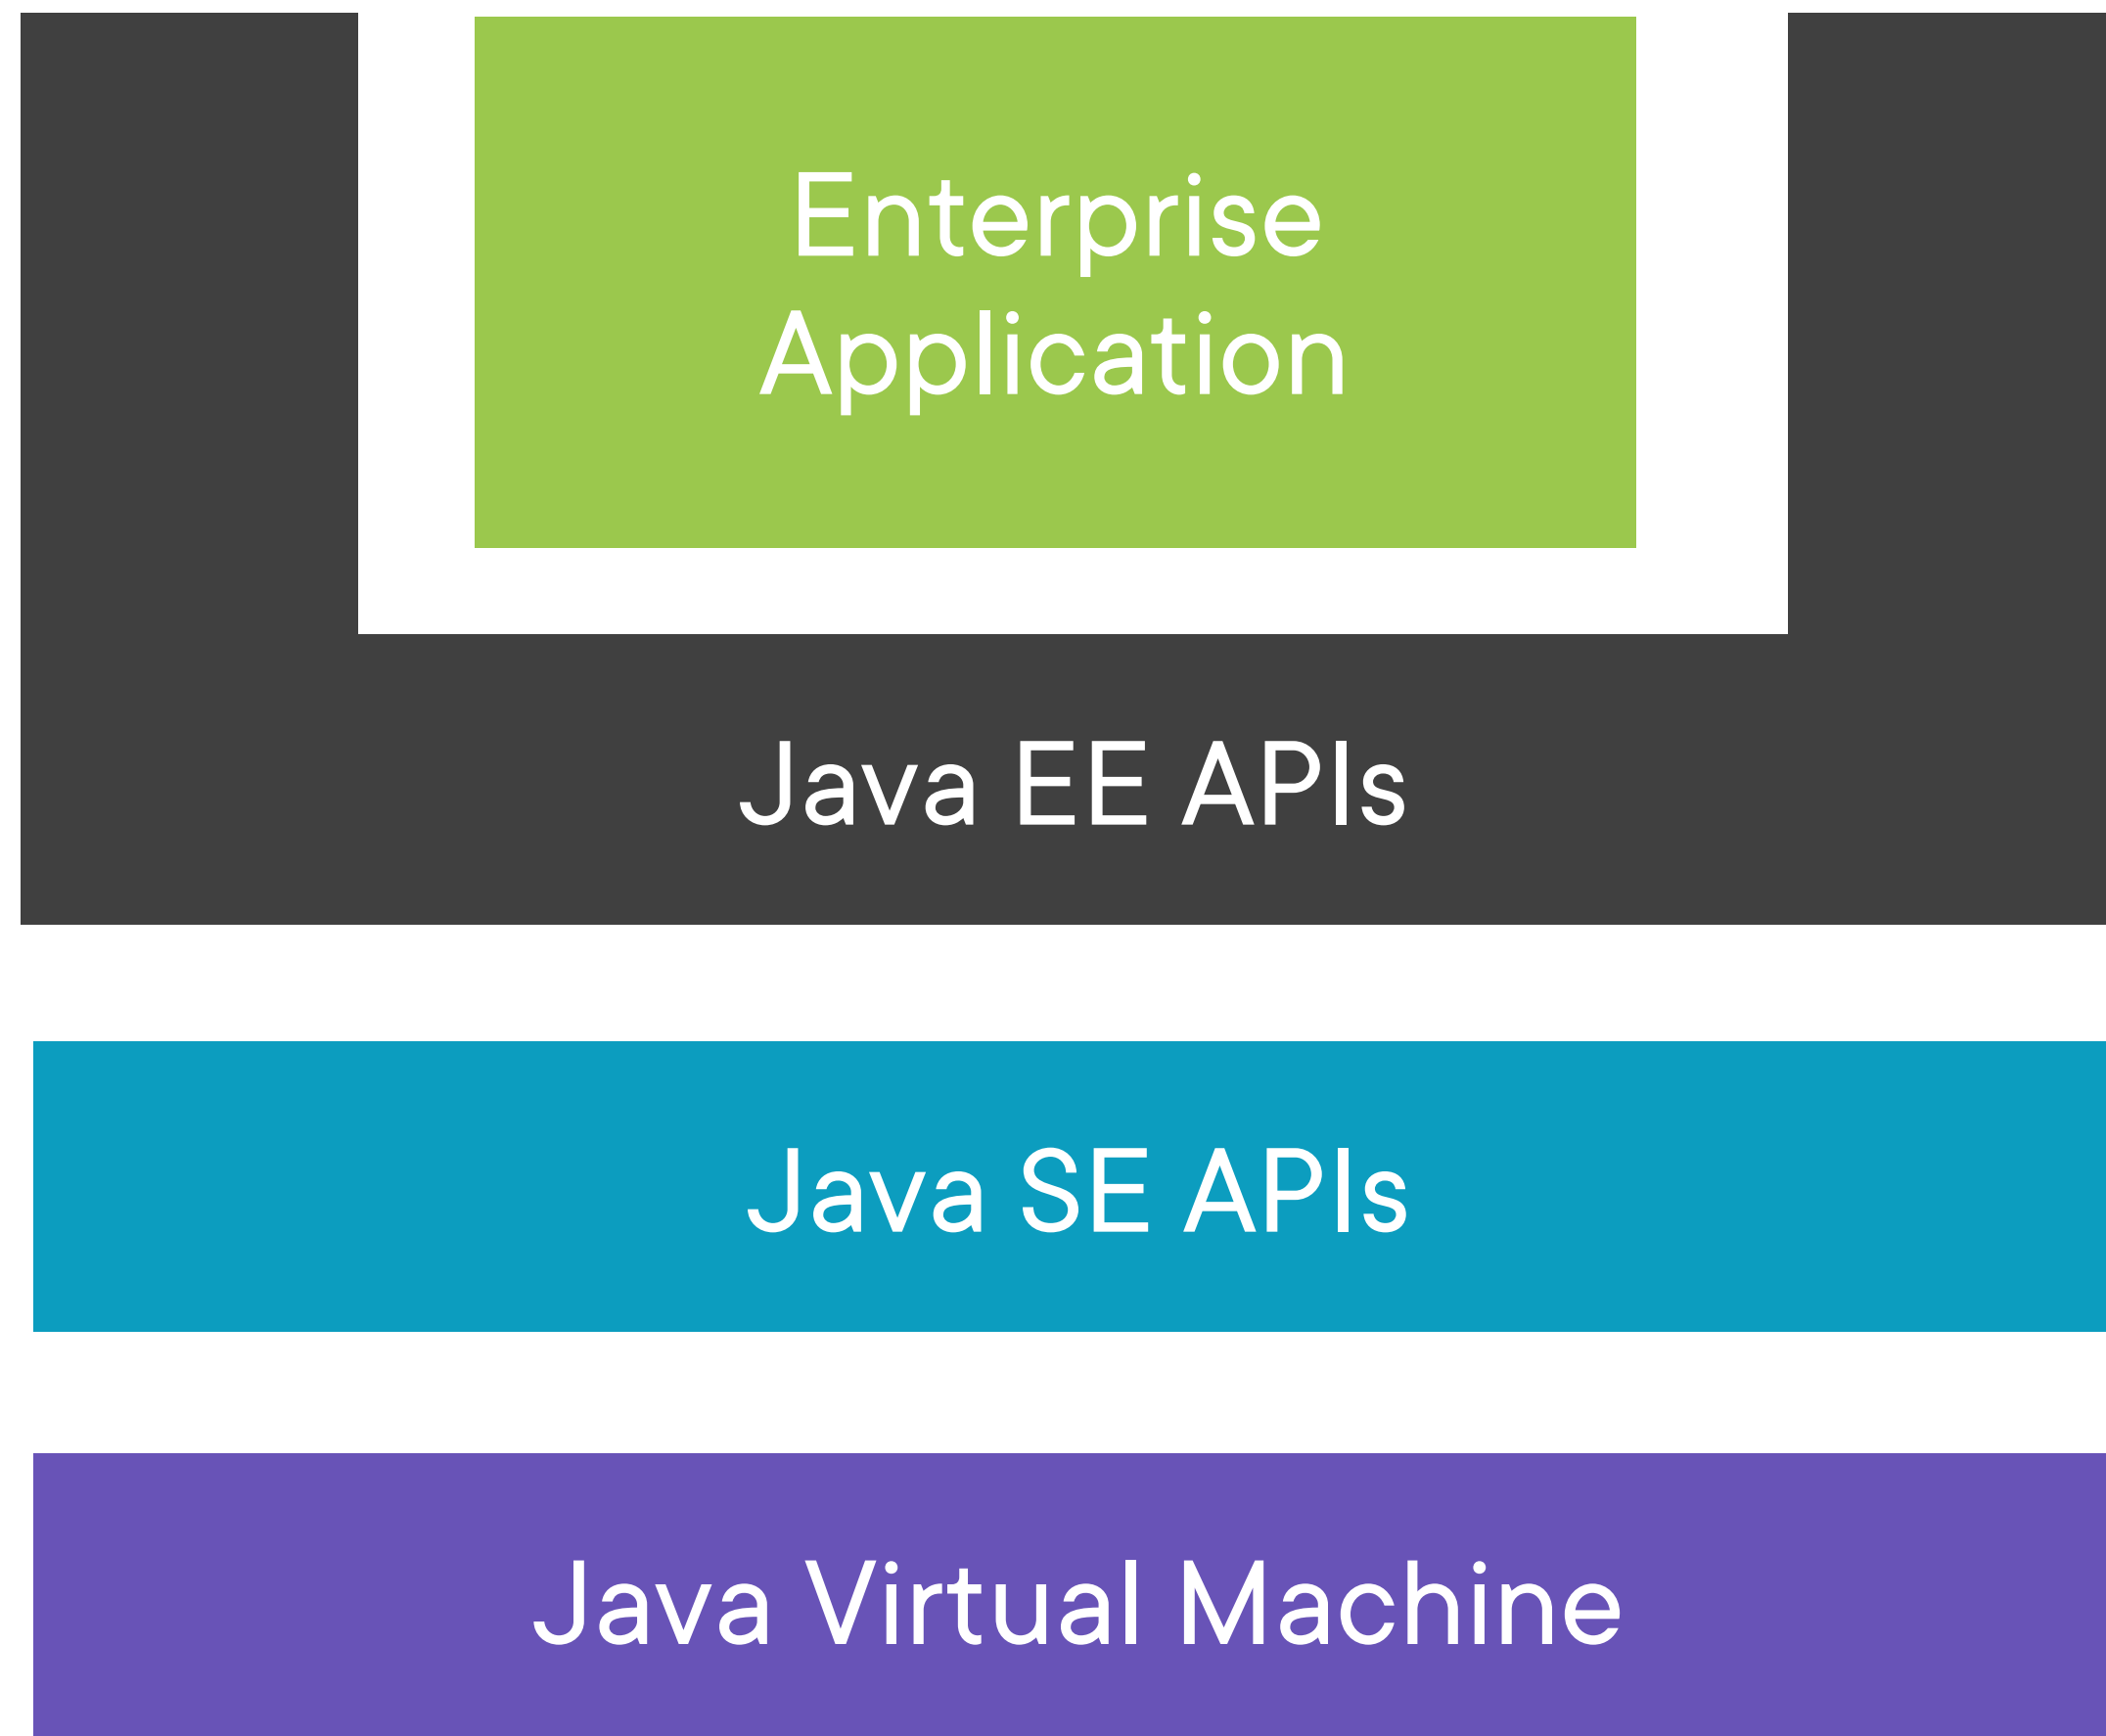 Enterprise
Application
Java EE APIs
Java SE APIs
Java Virtual Machine